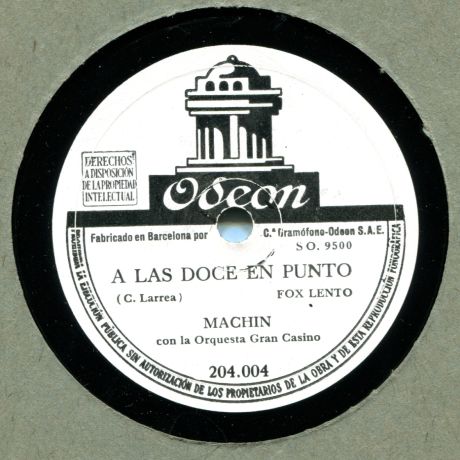 DERECHOS
A DISPOSICIÓN
DE LA PROPIEDAD
INTELECTUAL
Odeon
Fabricado en Barcelona por C.ª Gramófono-Odeon S.A.E.
SO. 9500
A LAS DOCE EN PUNTO
(C. Larrea) FOX LENTO
MACHIN
con la Orquesta Gran Casino
204.004
LA EJECUCIÓN PÚBLICA SIN AUTORIZACIÓN DE LOS PROPIETARIOS DE LA OBRA Y DE ESTA REPRODUCCIÓN FONOGRÁFICA